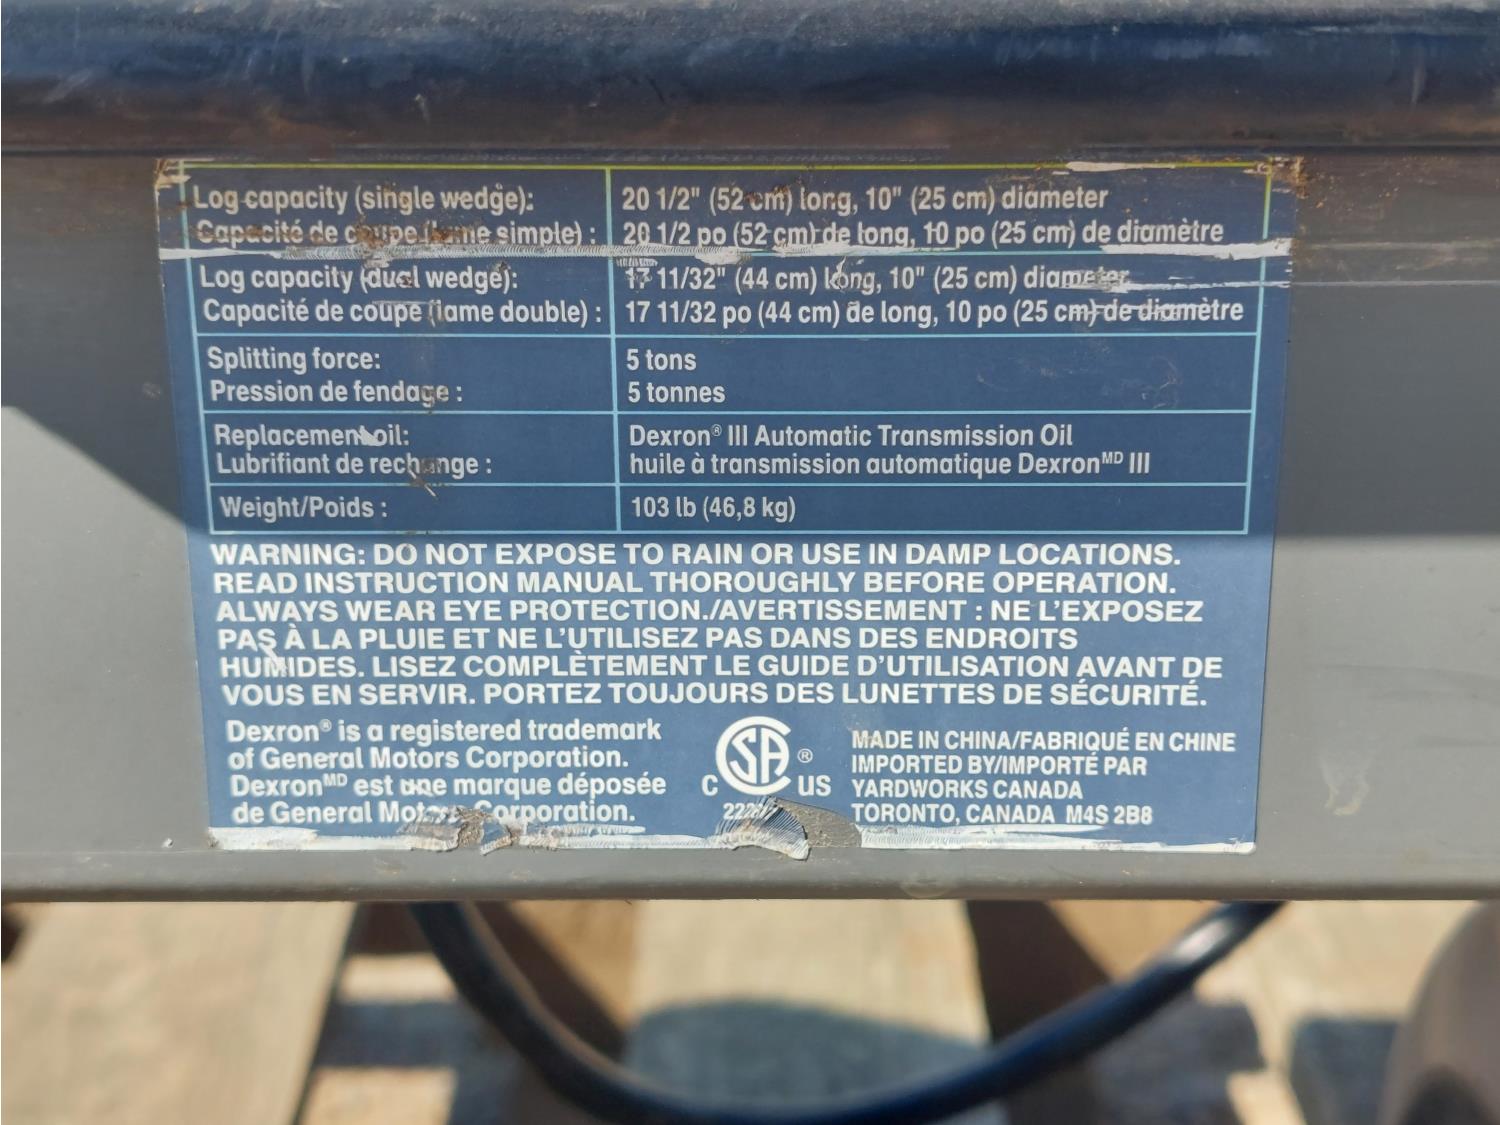 Log capacity (single wedge): 20 1/2" (52 cm) long, 10" (25 cm) diameter
Capacité de coupe (lame simple) : 20 1/2 po (52 cm) de long, 10 po (25 cm) de diamètre
Log capacity (dual wedge): 17 11/32" (44 cm) long, 10" (25 cm) diameter
Capacité de coupe (lame double) : 17 11/32 po (44 cm) de long, 10 po (25 cm) de diamètre
Splitting force: 5 tons
Pression de fendage : 5 tonnes
Replacement oil: Dexron® III Automatic Transmission Oil
Lubrifiant de rechange : huile à transmission automatique Dexronᴹᴰ III
Weight/Poids : 103 lb (46,8 kg)
WARNING: DO NOT EXPOSE TO RAIN OR USE IN DAMP LOCATIONS.
READ INSTRUCTION MANUAL THOROUGHLY BEFORE OPERATION.
ALWAYS WEAR EYE PROTECTION./AVERTISSEMENT : NE L'EXPOSEZ
PAS À LA PLUIE ET NE L'UTILISEZ PAS DANS DES ENDROITS
HUMIDES. LISEZ COMPLÈTEMENT LE GUIDE D'UTILISATION AVANT DE
VOUS EN SERVIR. PORTEZ TOUJOURS DES LUNETTES DE SÉCURITÉ.
Dexron® is a registered trademark
of General Motors Corporation.
Dexronᴹᴰ est une marque déposée
de General Motors Corporation.
C SA ® US
MADE IN CHINA/FABRIQUÉ EN CHINE
IMPORTED BY/IMPORTÉ PAR
YARDWORKS CANADA
TORONTO, CANADA M4S 2B8